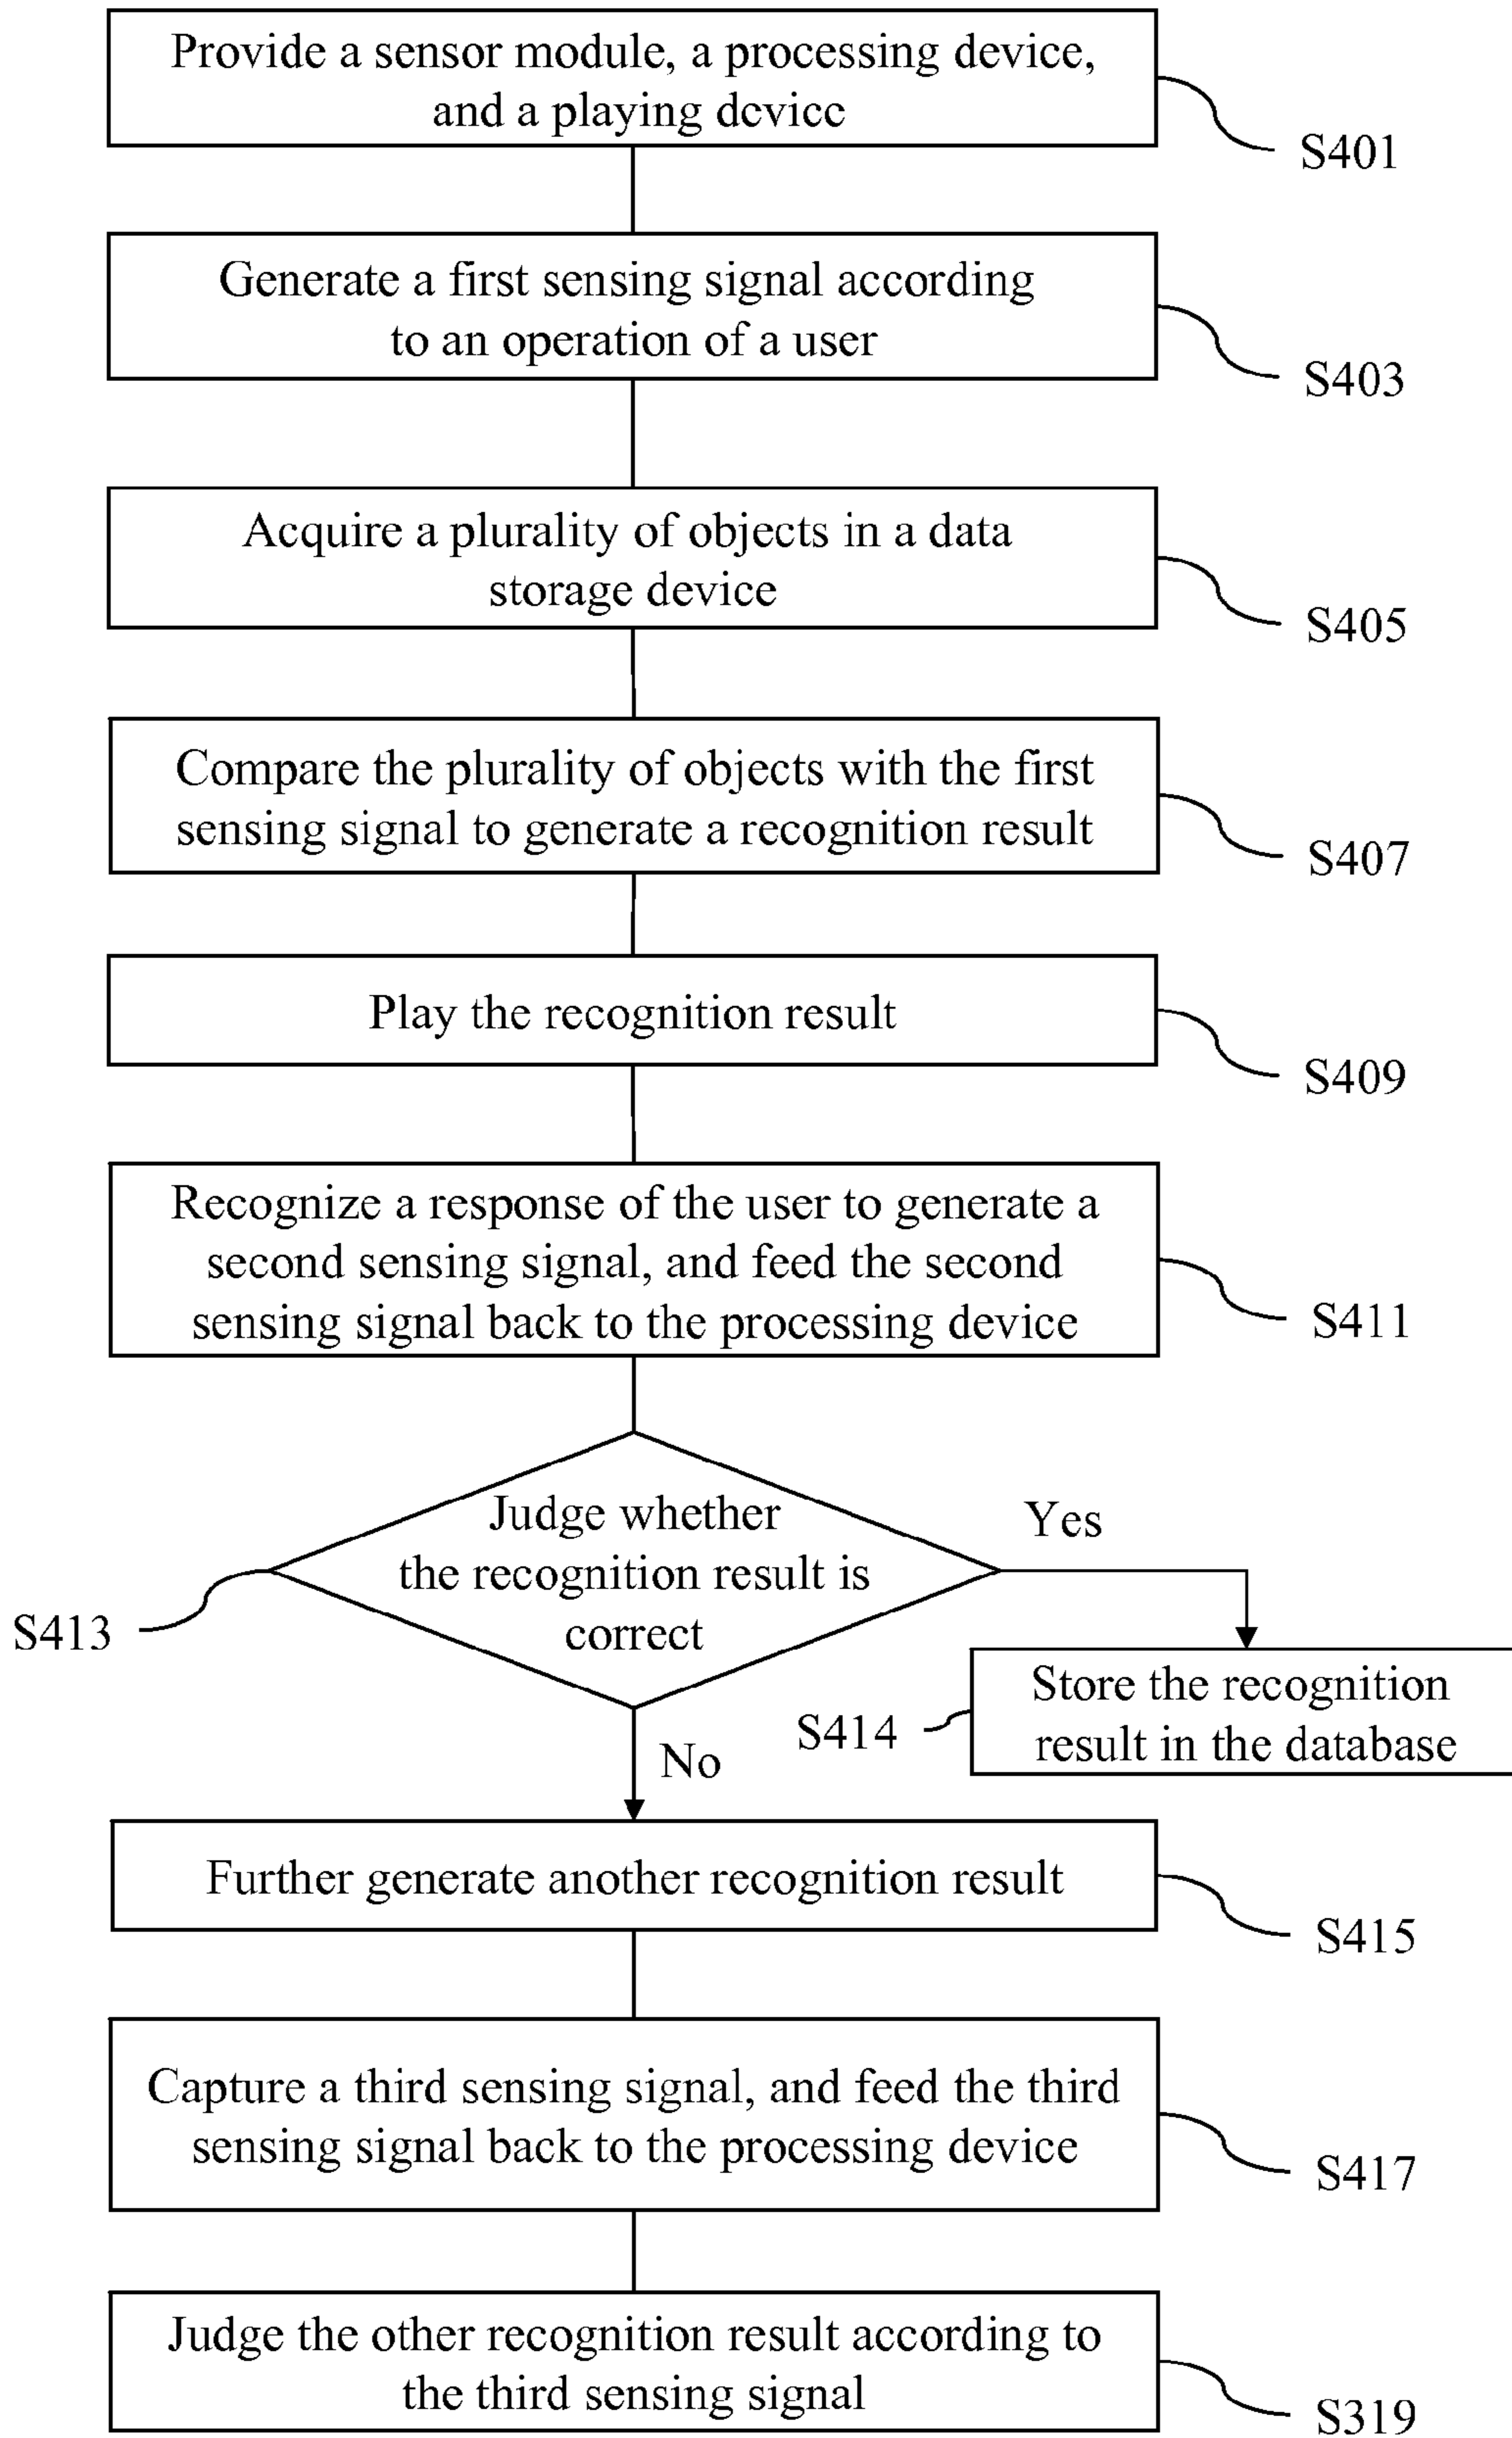 Provide a sensor module, a processing device,
and a playing device
S401
Generate a first sensing signal according
to an operation of a user
S403
Acquire a plurality of objects in a data
storage device
S405
Compare the plurality of objects with the first
sensing signal to generate a recognition result
S407
Play the recognition result
S409
Recognize a response of the user to generate a
second sensing signal, and feed the second
sensing signal back to the processing device
S411
Judge whether
the recognition result is
correct
S413
Yes
Store the recognition
result in the database
S414
No
Further generate another recognition result
S415
Capture a third sensing signal, and feed the third
sensing signal back to the processing device
S417
Judge the other recognition result according to
the third sensing signal
S319